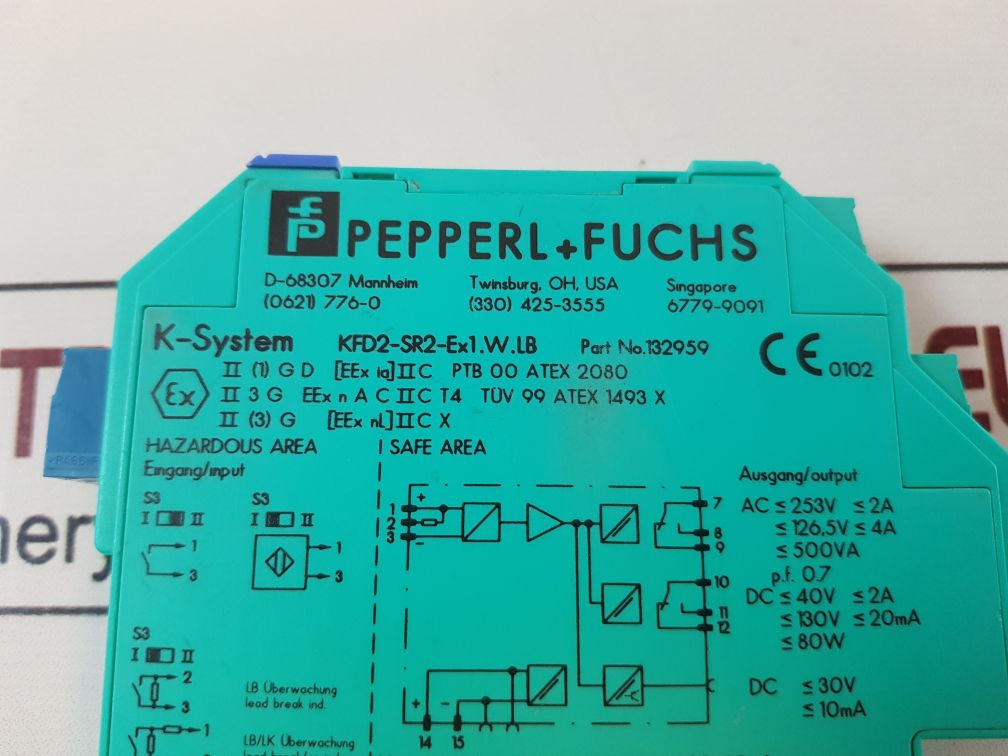 PEPPERL+FUCHS
D-68307 Mannheim Twinsburg, OH, USA Singapore
(0621) 776-0 (330) 425-3555 6779-9091
K-System KFD2-SR2-Ex1.W.LB Part No.132959
CE 0102
Ex
II (1) G D [EEx ia] II C PTB 00 ATEX 2080
II 3 G EEx n A C II C T4 TÜV 99 ATEX 1493 X
II (3) G [EEx nL] II C X
HAZARDOUS AREA SAFE AREA
Eingang/input
Ausgang/output
S3 S3
I II I II
1
3
1
3
S3
I II
2
3
LB Überwachung
lead break ind.
1
LB/LK Überwachung
+
1
2
3
-
7
8
9
10
11
12
+ -
14 15
AC ≤ 253V ≤ 2A
≤ 126,5V ≤ 4A
≤ 500VA
p.f. 0.7
DC ≤ 40V ≤ 2A
≤ 130V ≤ 20mA
≤ 80W
DC ≤ 30V
≤ 10mA